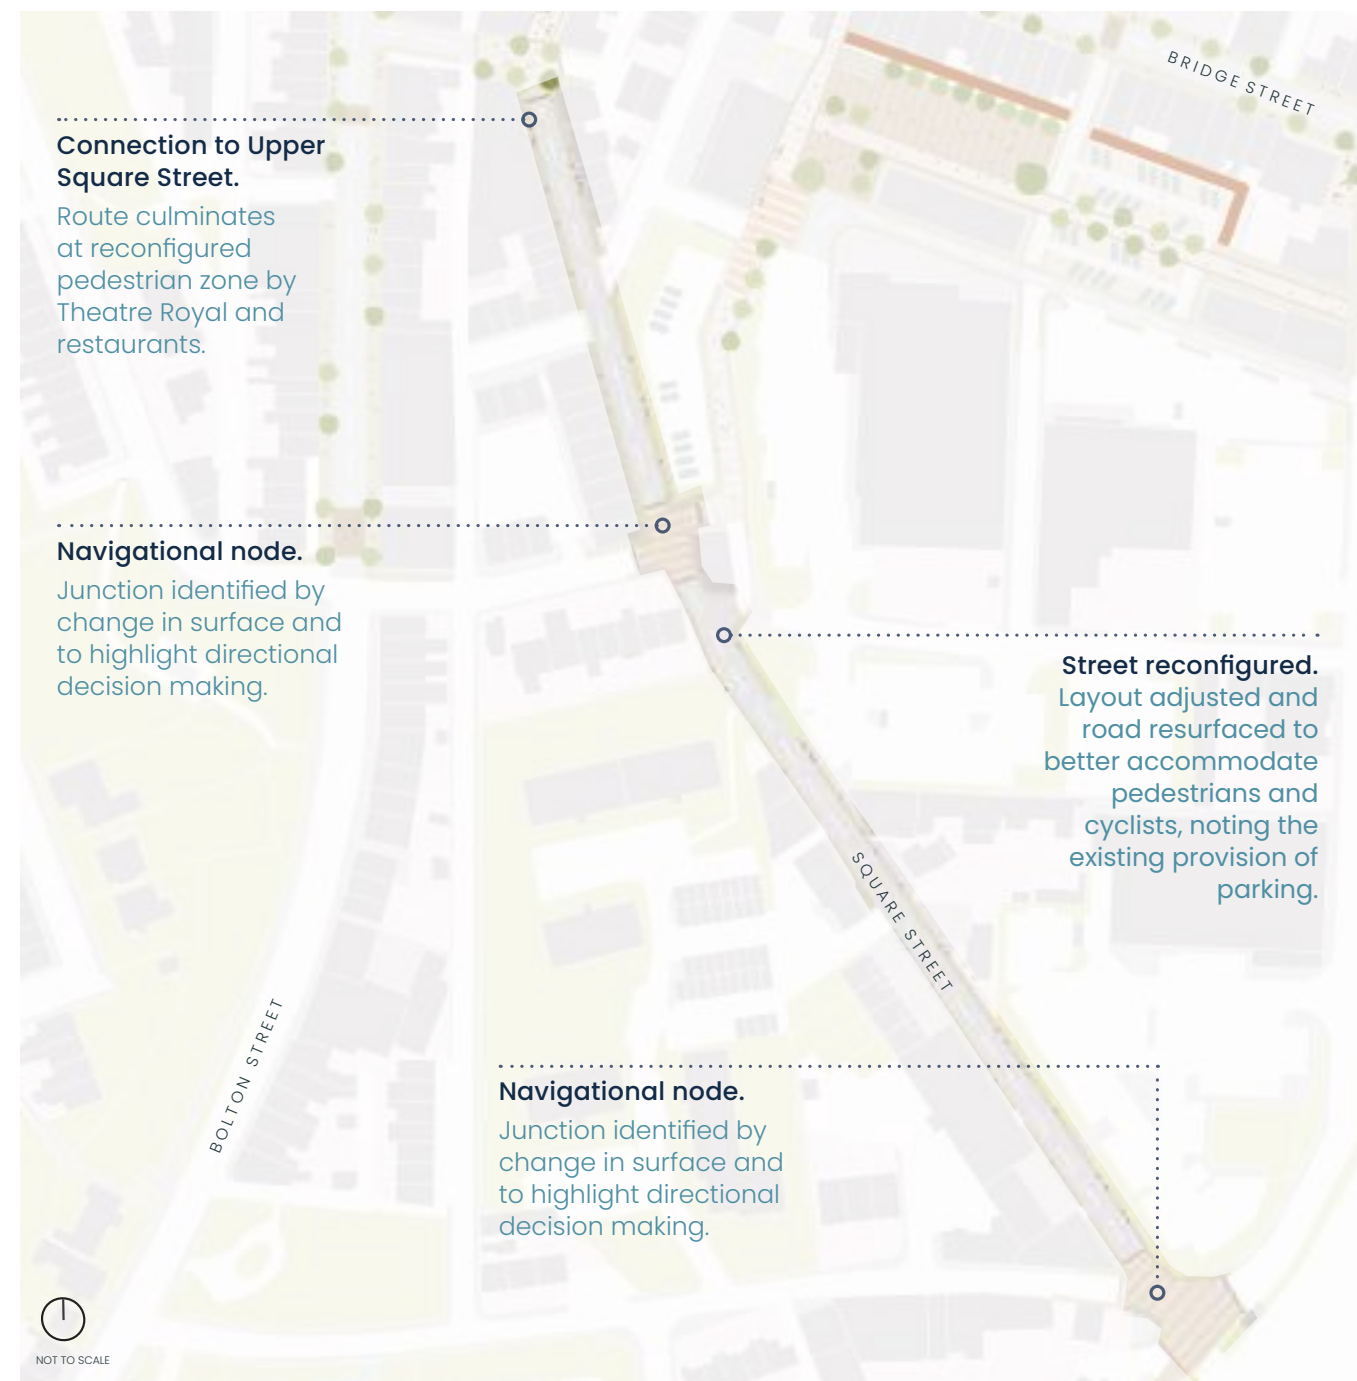 BRIDGE STREET
Connection to Upper
Square Street.
Route culminates
at reconfigured
pedestrian zone by
Theatre Royal and
restaurants.
Navigational node.
Junction identified by
change in surface and
to highlight directional
decision making.
Street reconfigured.
Layout adjusted and
road resurfaced to
better accommodate
pedestrians and
cyclists, noting the
existing provision of
parking.
SQUARE STREET
BOLTON STREET
Navigational node.
Junction identified by
change in surface and
to highlight directional
decision making.
NOT TO SCALE